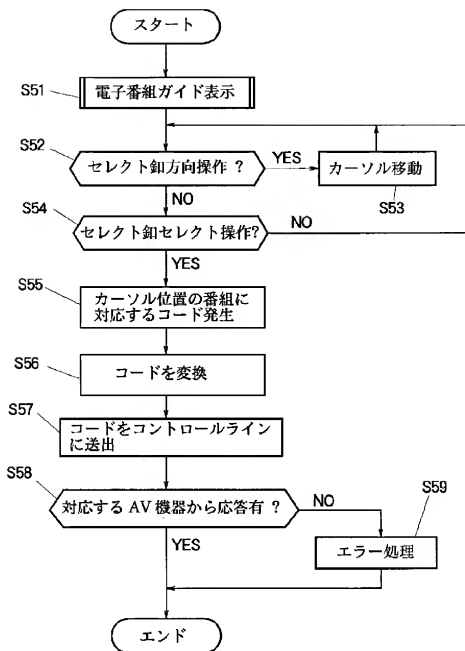 スタート
S51
電子番組ガイド表示
S52
セレクト釦方向操作 ?
YES
カーソル移動
S53
NO
S54
セレクト釦セレクト操作?
NO
YES
S55
カーソル位置の番組に
対応するコード発生
S56
コードを変換
S57
コードをコントロールライン
に送出
S58
対応する AV 機器から応答有 ?
NO
S59
YES
エラー処理
エンド